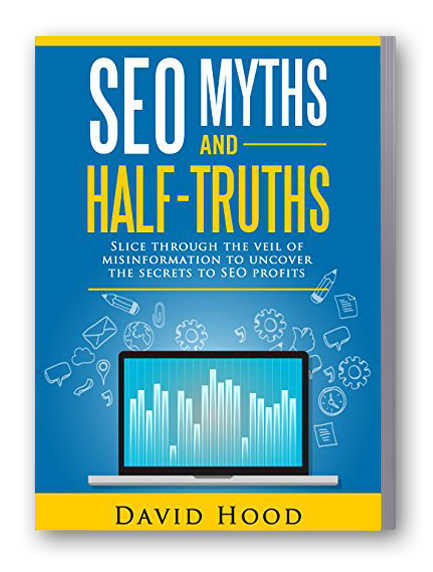 SEO MYTHS
AND
HALF-TRUTHS
SLICE THROUGH THE VEIL OF
MISINFORMATION TO UNCOVER
THE SECRETS TO SEO PROFITS
DAVID HOOD